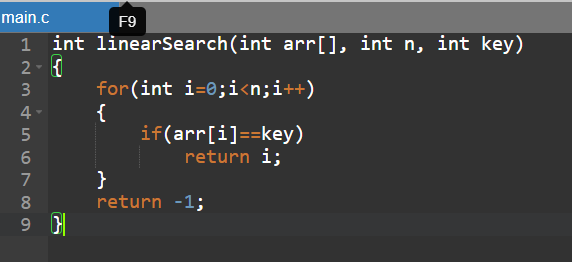 main.c
F9
1 int linearSearch(int arr[], int n, int key)
2 {
3     for(int i=0;i<n;i++)
4     {
5         if(arr[i]==key)
6             return i;
7     }
8     return -1;
9 }